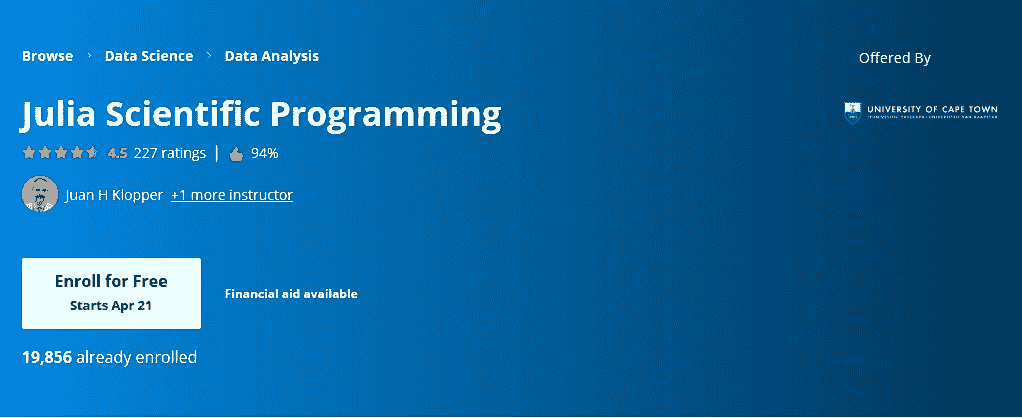 Browse > Data Science > Data Analysis
Offered By
Julia Scientific Programming
UNIVERSITY OF CAPE TOWN
4.5 227 ratings | 94%
Juan H Klopper +1 more instructor
Enroll for Free
Starts Apr 21
Financial aid available
19,856 already enrolled